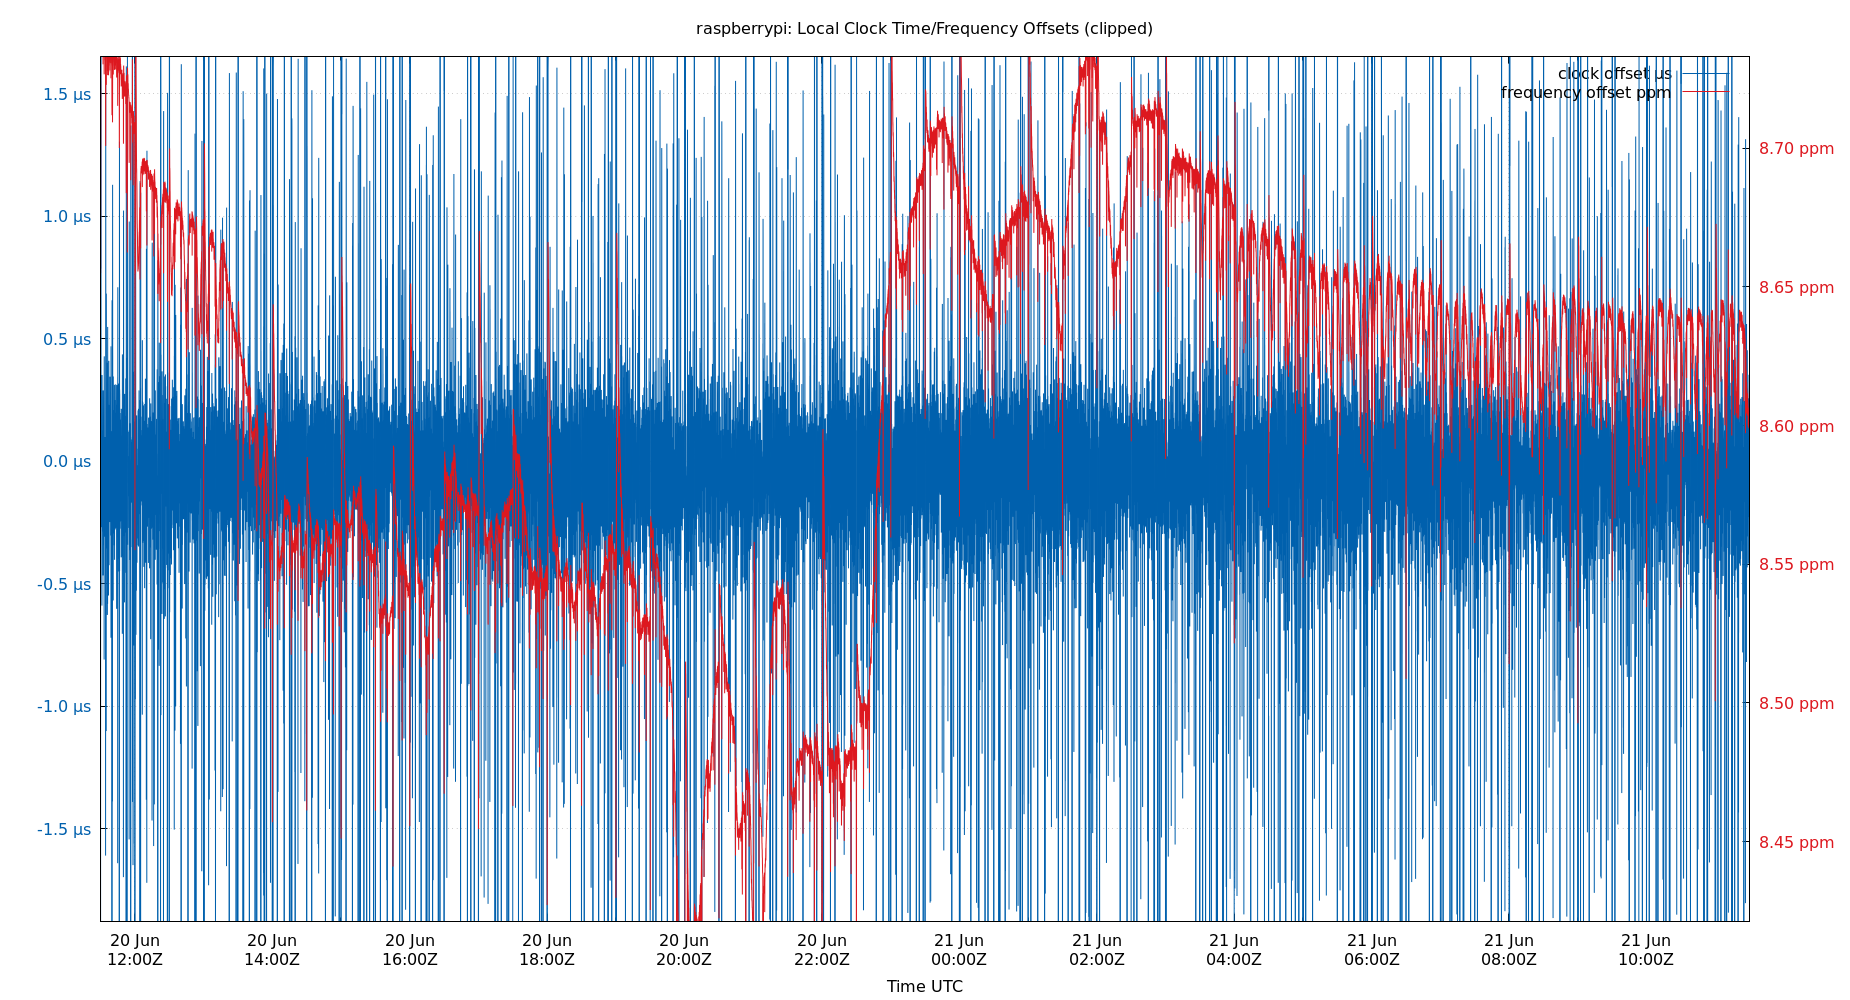 raspberrypi: Local Clock Time/Frequency Offsets (clipped)
clock offset µs
frequency offset ppm
1.5 µs
1.0 µs
0.5 µs
0.0 µs
-0.5 µs
-1.0 µs
-1.5 µs
8.70 ppm
8.65 ppm
8.60 ppm
8.55 ppm
8.50 ppm
8.45 ppm
20 Jun 20 Jun 20 Jun 20 Jun 20 Jun 20 Jun 21 Jun 21 Jun 21 Jun 21 Jun 21 Jun 21 Jun
12:00Z 14:00Z 16:00Z 18:00Z 20:00Z 22:00Z 00:00Z 02:00Z 04:00Z 06:00Z 08:00Z 10:00Z
Time UTC